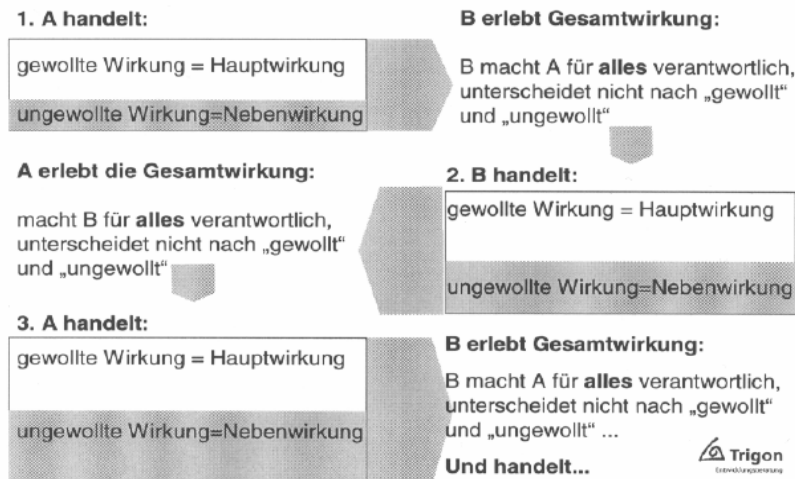 1. A handelt:
gewollte Wirkung = Hauptwirkung
ungewollte Wirkung=Nebenwirkung
B erlebt Gesamtwirkung:
B macht A für alles verantwortlich,
unterscheidet nicht nach „gewollt“
und „ungewollt“
2. B handelt:
gewollte Wirkung = Hauptwirkung
ungewollte Wirkung=Nebenwirkung
A erlebt die Gesamtwirkung:
macht B für alles verantwortlich,
unterscheidet nicht nach „gewollt“
und „ungewollt“
3. A handelt:
gewollte Wirkung = Hauptwirkung
ungewollte Wirkung=Nebenwirkung
B erlebt Gesamtwirkung:
B macht A für alles verantwortlich,
unterscheidet nicht nach „gewollt“
und „ungewollt“ ...
Und handelt...
Trigon
Entwicklungsberatung